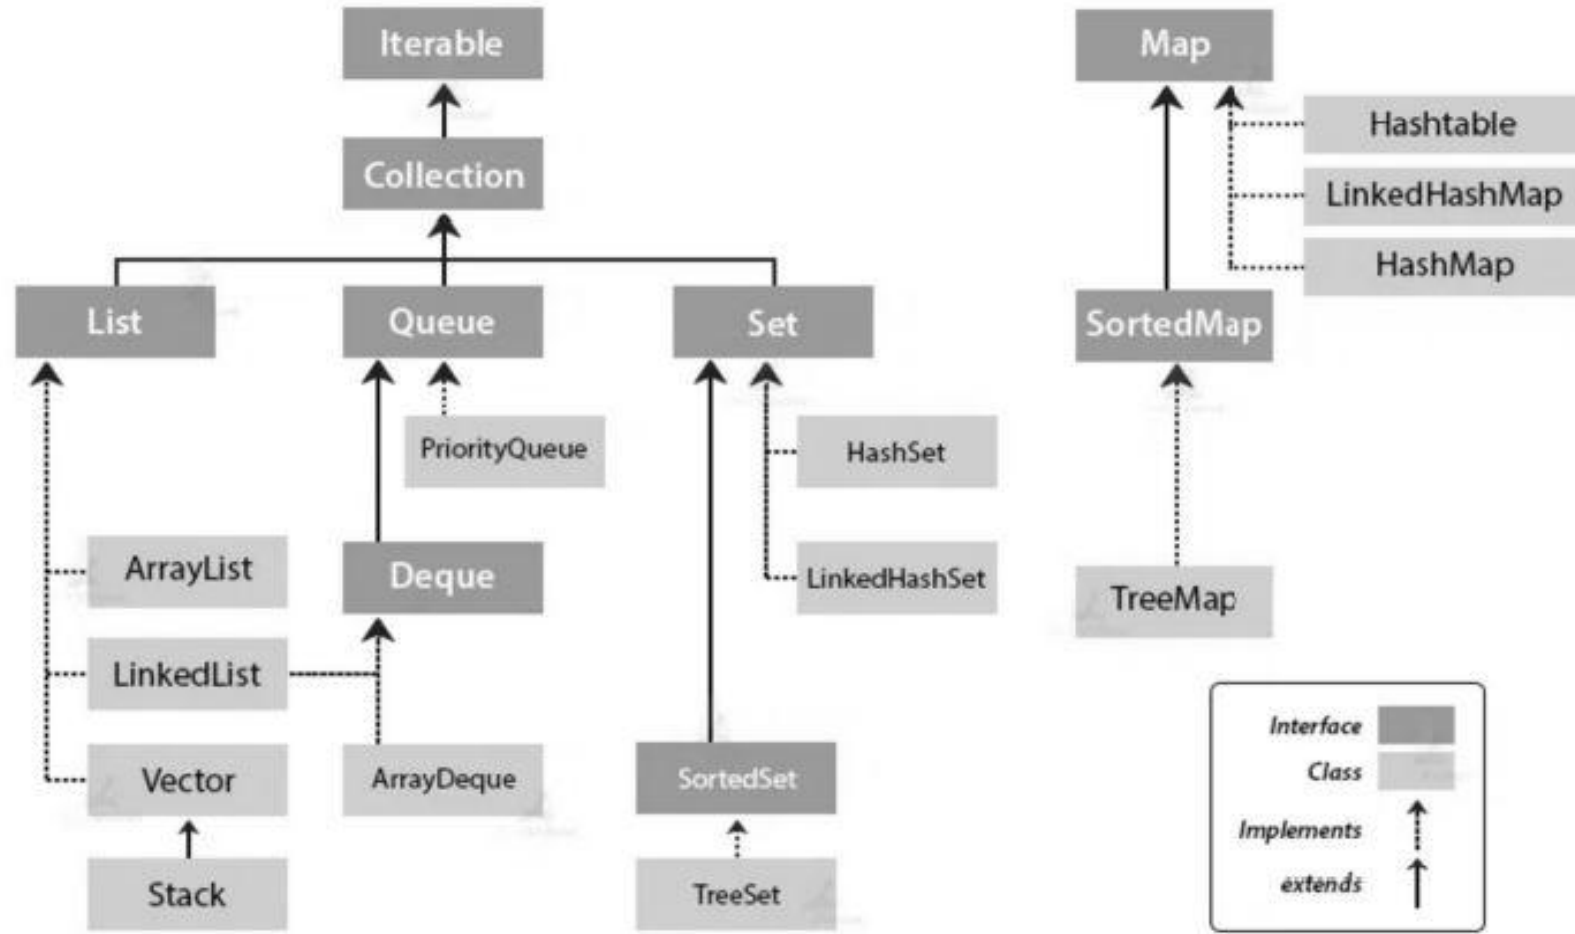 Iterable
Map
Hashtable
Collection
LinkedHashMap
HashMap
List
Queue
Set
SortedMap
PriorityQueue
HashSet
ArrayList
Deque
LinkedHashSet
TreeMap
LinkedList
Interface
Vector
ArrayDeque
SortedSet
Class
Implements
Stack
TreeSet
extends